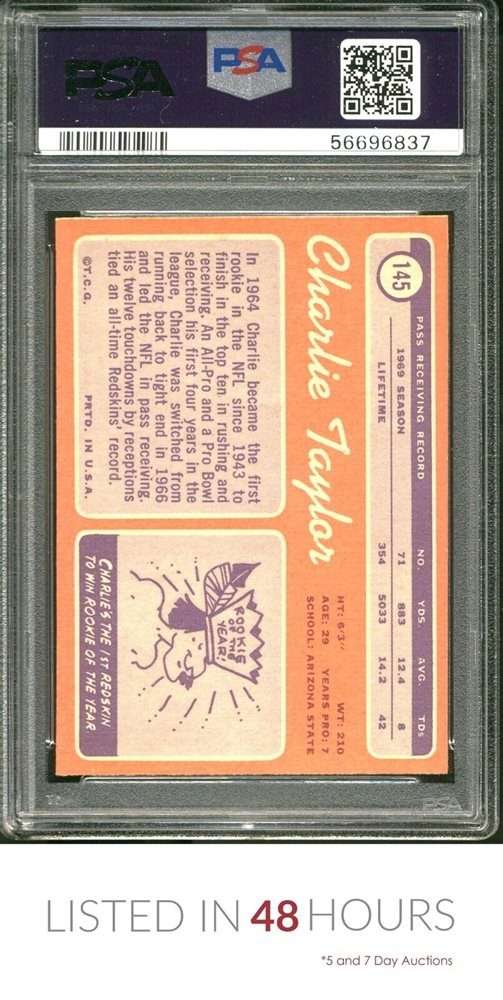 PSA
PSA
56696837
145
PASS RECEIVING RECORD
NO. YDS. AVG. TDs
1969 SEASON 71 883 12.4 8
LIFETIME 354 5033 14.2 42
Charlie Taylor
HT: 6'3" WT: 210
AGE: 29 YEARS PRO: 7
SCHOOL: ARIZONA STATE
In 1964 Charlie became the first
rookie in the NFL since 1943 to
finish in the top ten in rushing and
receiving. An All-Pro and a Pro Bowl
selection his first four years in the
league, Charlie was switched from
running back to tight end in 1966
and led the NFL in pass receiving.
His twelve touchdowns by receptions
tied an all-time Redskins' record.
©T.C.G. PRTD. IN U.S.A.
ROOKIE
OF THE
YEAR!
CHARLIE'S THE 1ST REDSKIN
TO WIN ROOKIE OF THE YEAR
PSA
LISTED IN 48 HOURS
*5 and 7 Day Auctions